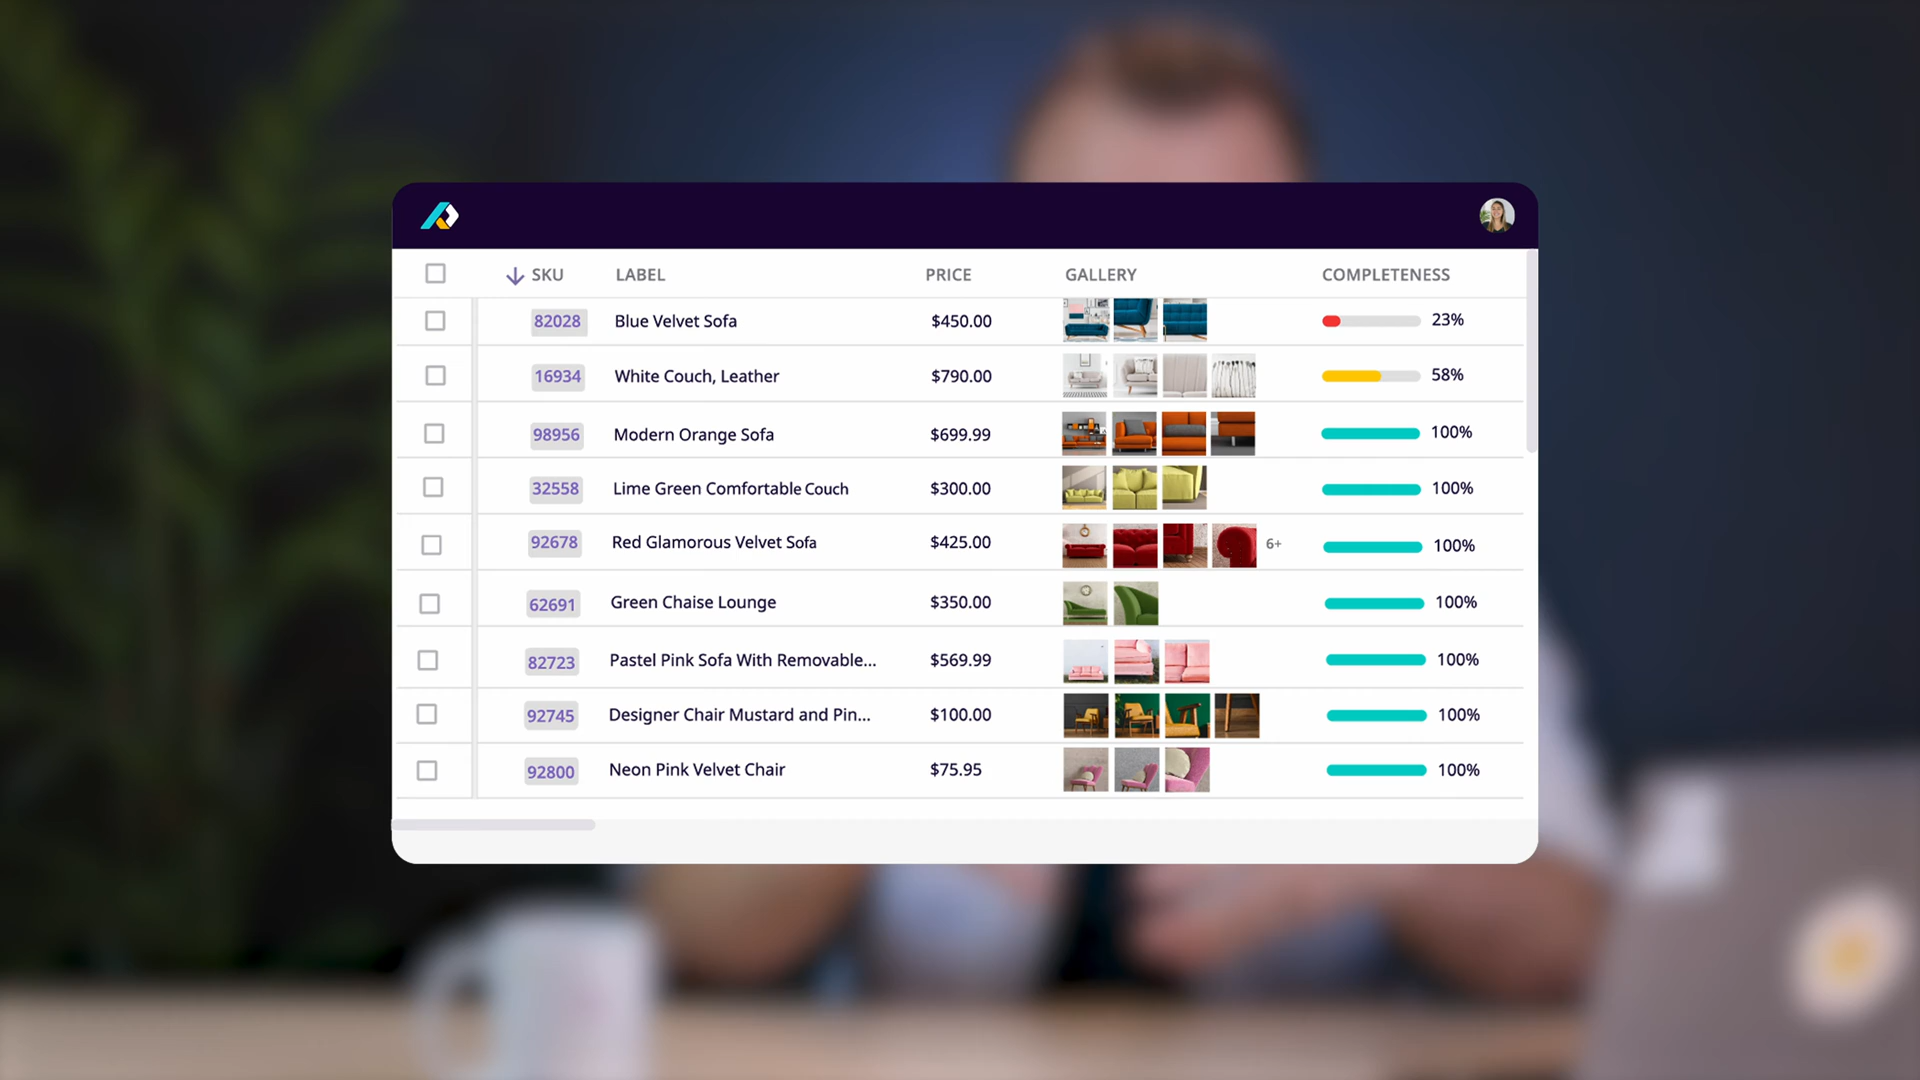 SKU LABEL PRICE GALLERY COMPLETENESS
82028 Blue Velvet Sofa $450.00 23%
16934 White Couch, Leather $790.00 58%
98956 Modern Orange Sofa $699.99 100%
32558 Lime Green Comfortable Couch $300.00 100%
92678 Red Glamorous Velvet Sofa $425.00 6+ 100%
62691 Green Chaise Lounge $350.00 100%
82723 Pastel Pink Sofa With Removable... $569.99 100%
92745 Designer Chair Mustard and Pin... $100.00 100%
92800 Neon Pink Velvet Chair $75.95 100%